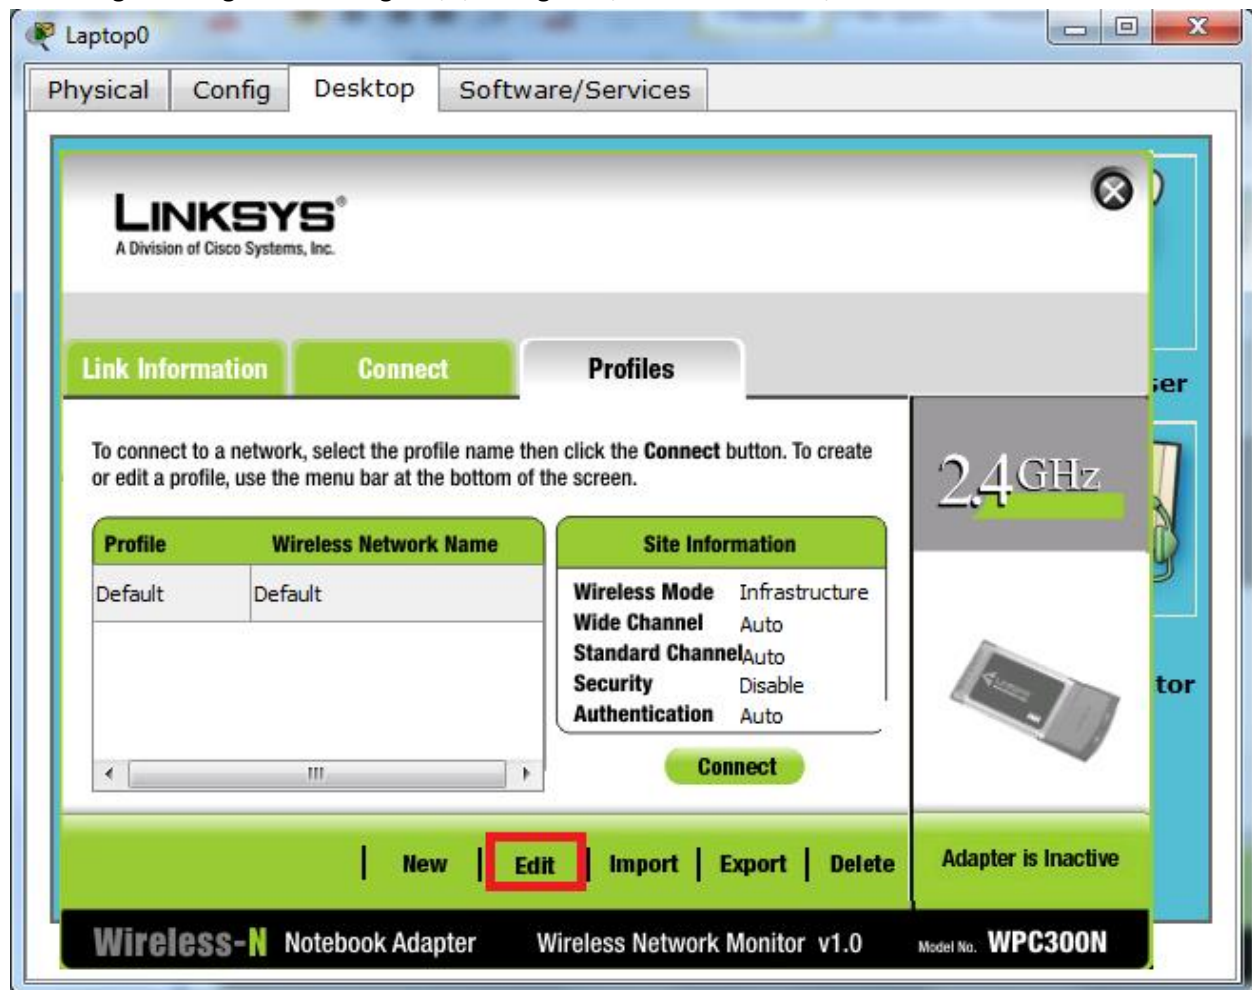 Laptop0
Physical Config Desktop Software/Services
LINKSYS®
A Division of Cisco Systems, Inc.
Link Information Connect Profiles
ser
To connect to a network, select the profile name then click the Connect button. To create
or edit a profile, use the menu bar at the bottom of the screen.
2.4 GHz
Profile Wireless Network Name Site Information
Default Default
Wireless Mode Infrastructure
Wide Channel Auto
Standard Channel Auto
Security Disable
Authentication Auto
tor
Connect
New | Edit | Import | Export | Delete
Adapter is Inactive
Wireless-N Notebook Adapter Wireless Network Monitor v1.0 Model No. WPC300N